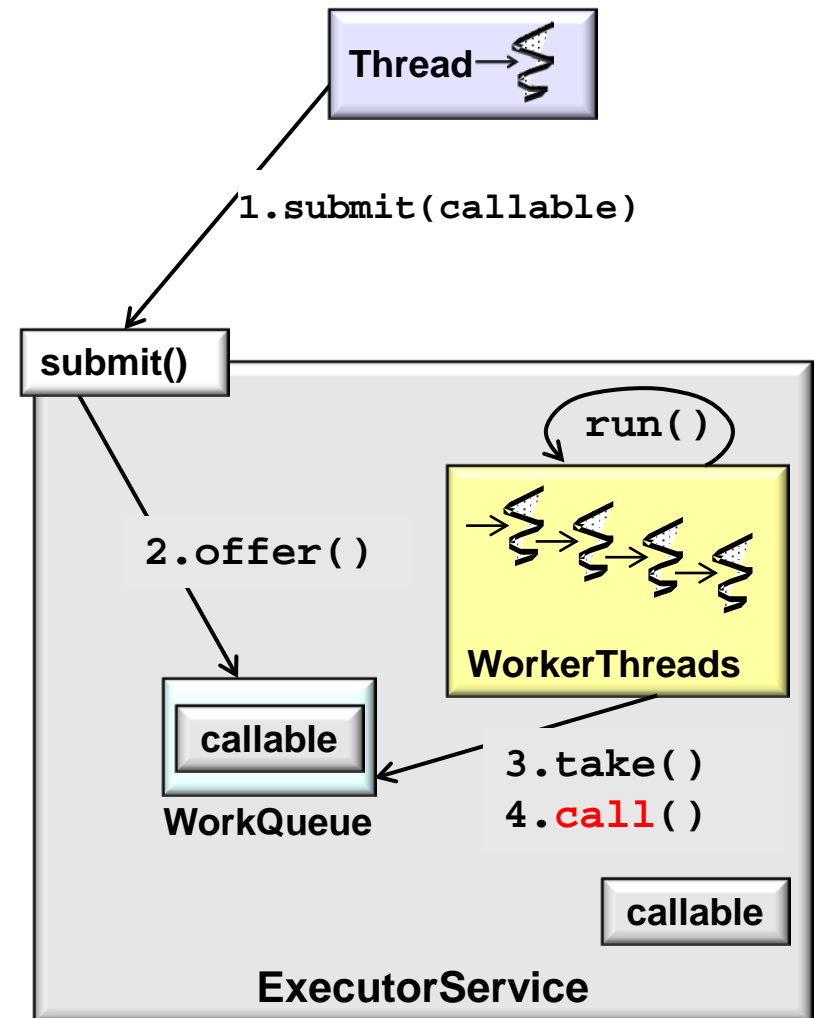 Thread
1.submit(callable)
submit()
run()
2.offer()
WorkerThreads
callable
WorkQueue
3.take()
4.call()
callable
ExecutorService